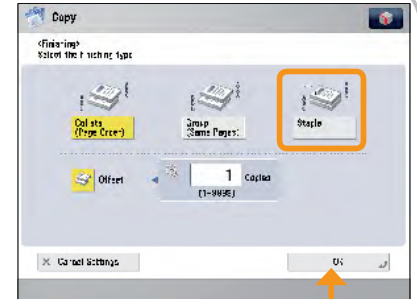 Copy
<Finishing>
Select the finishing type.
Collate
(Page Order)
Group
(Same Pages)
Staple
Offset
1 Copies
(1-9999)
Cancel Settings
OK